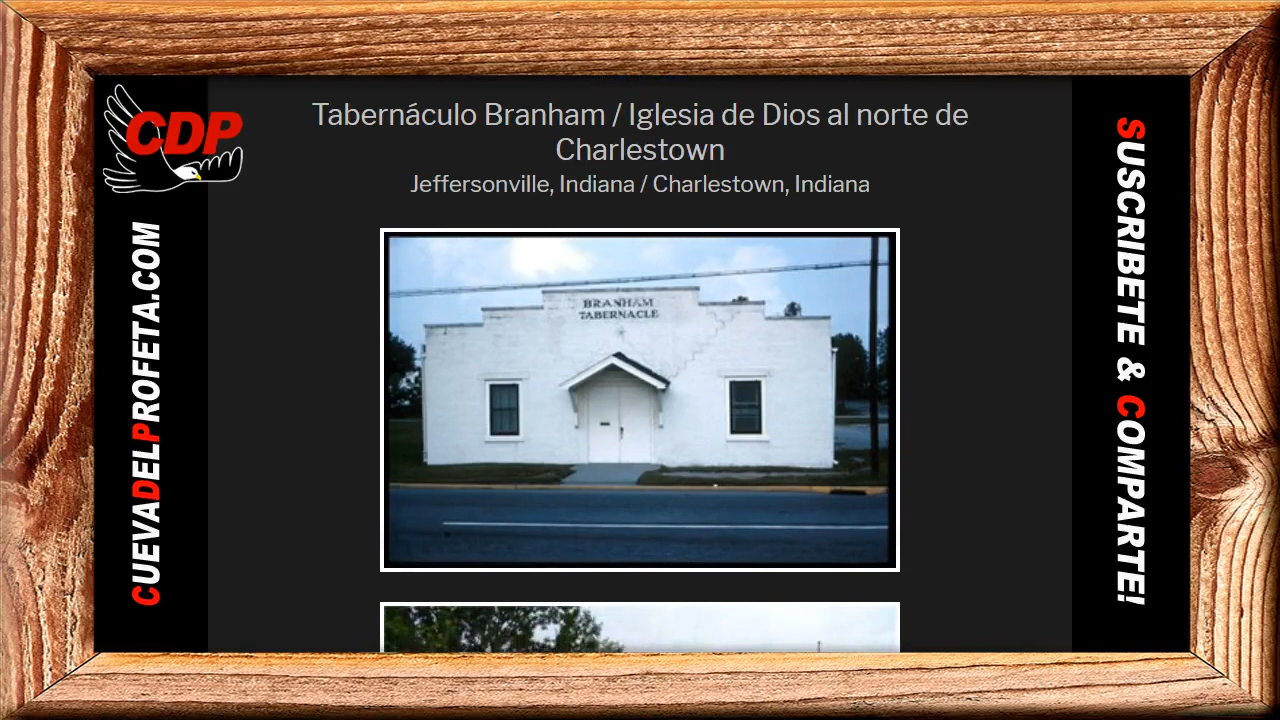 CDP
CUEVADELPROFETA.COM
Tabernáculo Branham / Iglesia de Dios al norte de
Charlestown
Jeffersonville, Indiana / Charlestown, Indiana
BRANHAM
TABERNACLE
SUSCRIBETE & COMPARTE!